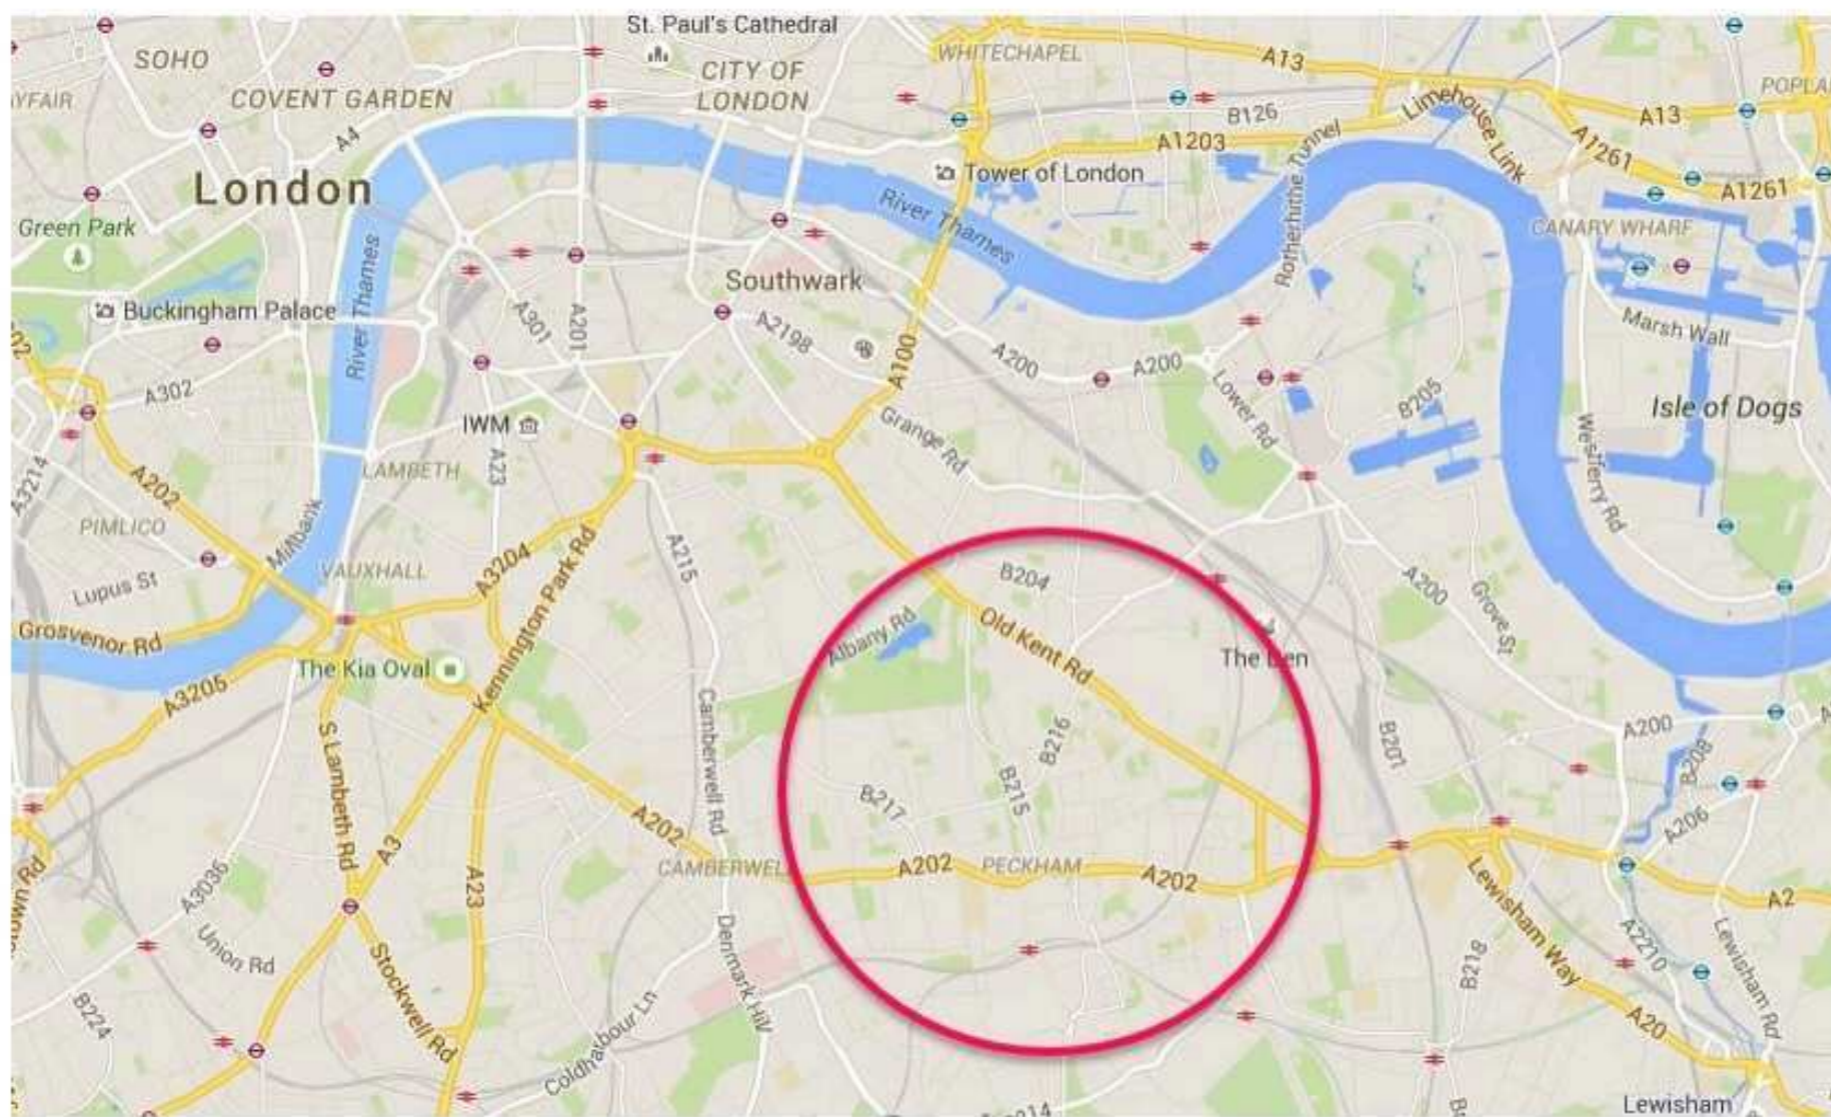 St. Paul's Cathedral
SOHO
WHITECHAPEL
A13
CITY OF
LONDON
COVENT GARDEN
B126
Limehouse Link
A13
A4
A1203
A1261
London
Tower of London
A1261
Green Park
River Thames
River Thames
Rotherhithe Tunnel
CANARY WHARF
Southwark
Buckingham Palace
A301
A201
A2198
Marsh Wall
A200
A200
A100
A302
Lower Rd
B205
Isle of Dogs
IWM
Grange Rd
LAMBETH
A23
Westferry Rd
A3214
A202
PIMLICO
Millbank
VAUXHALL
A3204
A215
B204
A200
Grove St
Lupus St
Kennington Park Rd
Albany Rd
Old Kent Rd
Grosvenor Rd
The Kia Oval
The Den
A3205
S Lambeth Rd
Camberwell Rd
B216
B201
A200
B208
B215
B217
A202
A206
A3
CAMBERWEL
A202
PECKHAM
A202
A23
A3036
Lewisham Way
A2
Union Rd
Stockwell Rd
Denmark Hill
B218
A2210
Lewisham Rd
B224
Coldharbour Ln
A20
Lewisham